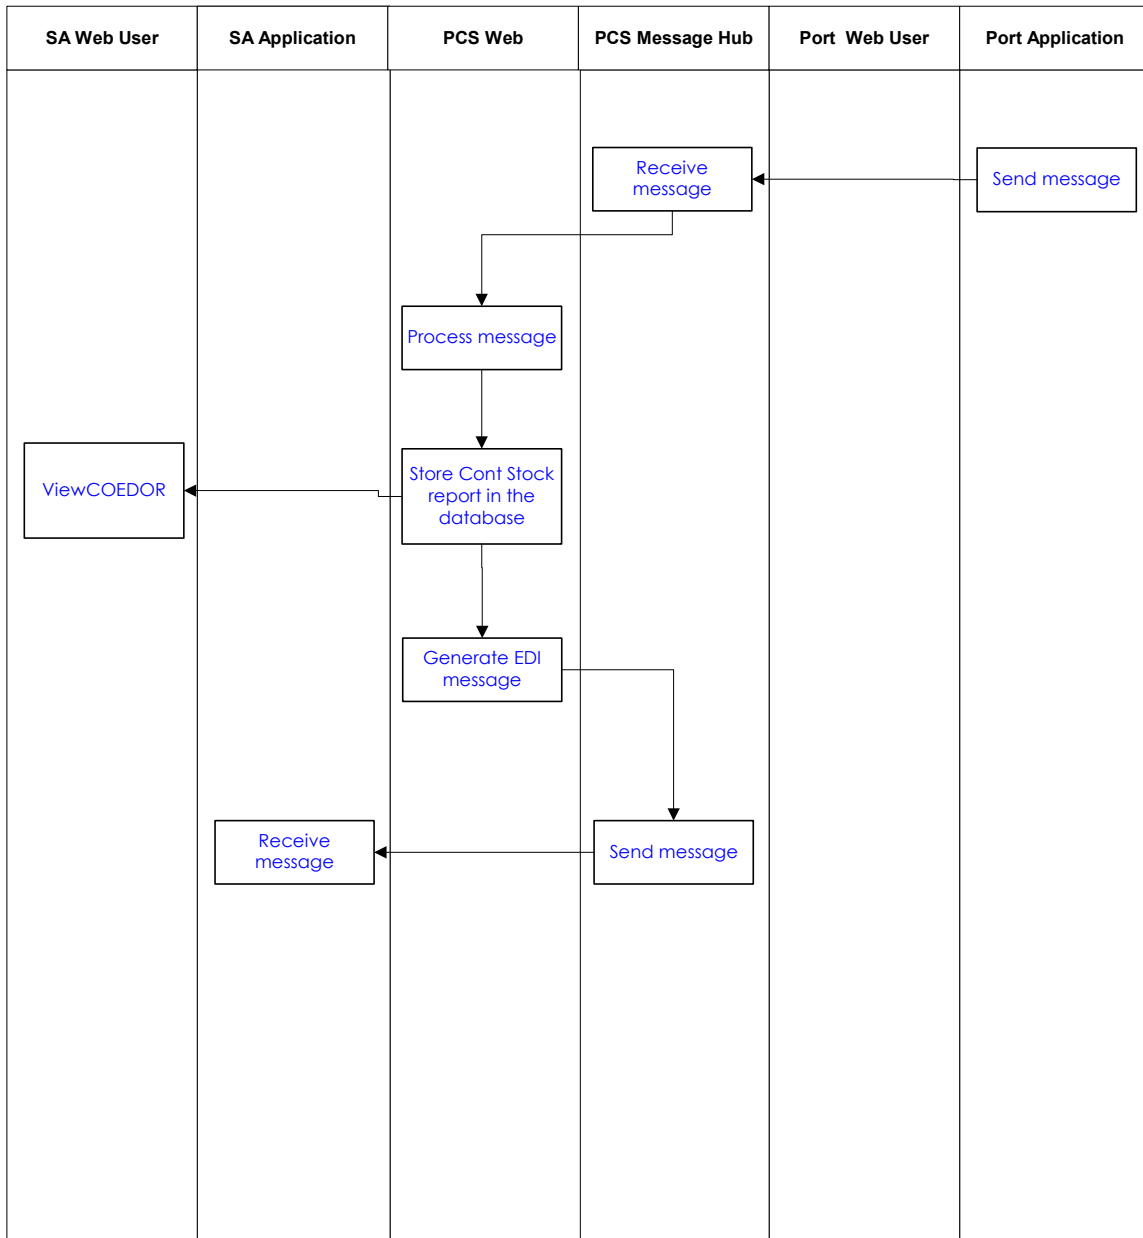 SA Web User
SA Application
PCS Web
PCS Message Hub
Port  Web User
Port Application
Receive
message
Send message
Process message
ViewCOEDOR
Store Cont Stock
report in the
database
Generate EDI
message
Receive
message
Send message